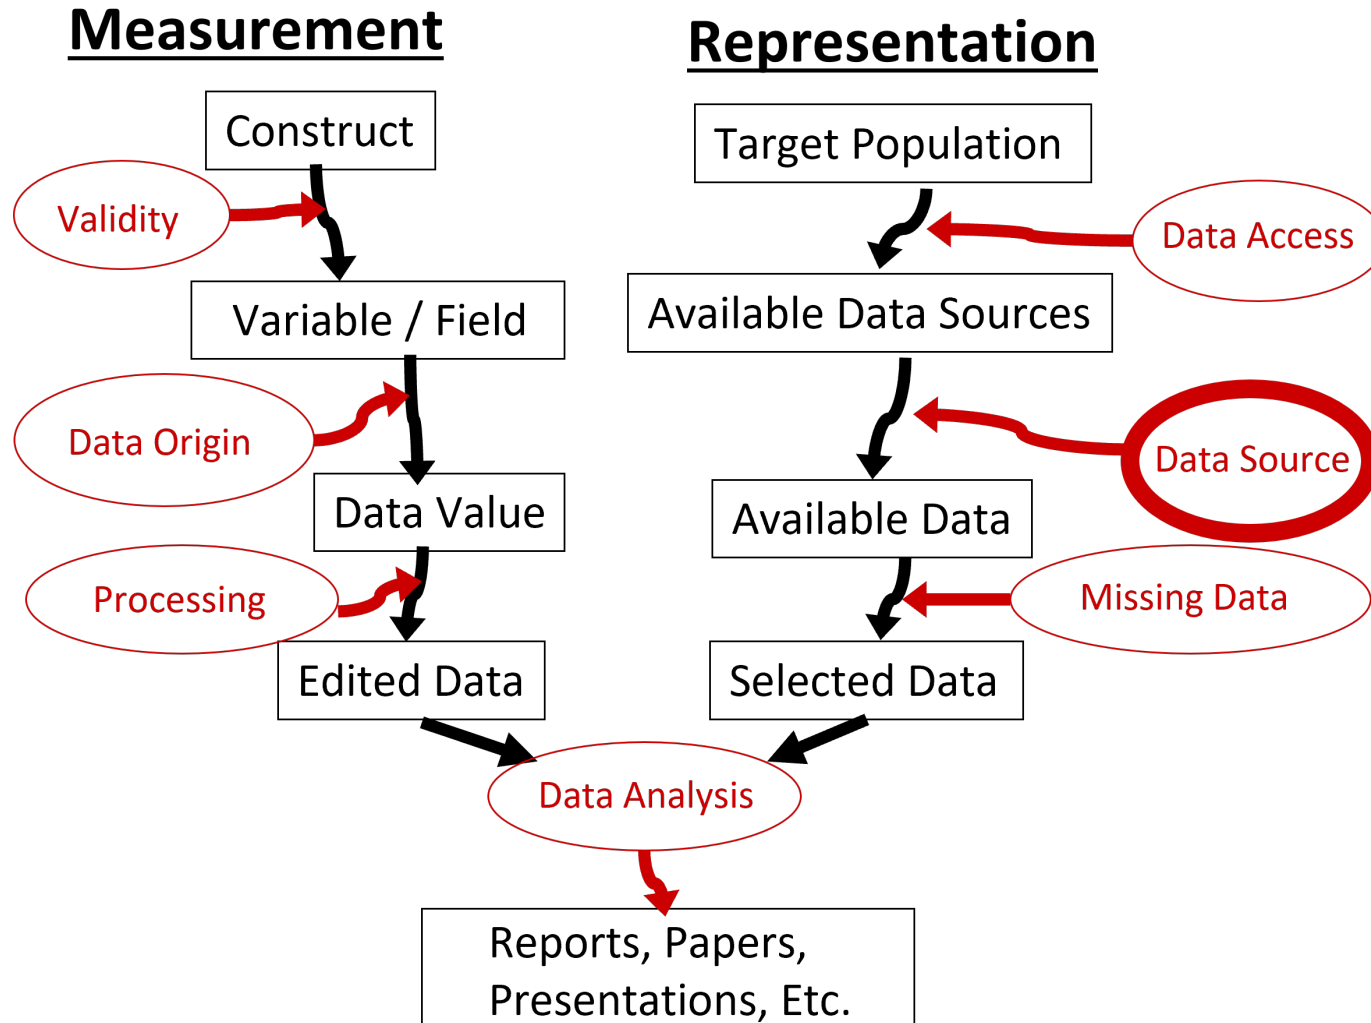 Measurement
Representation
Construct
Target Population
Validity
Data Access
Variable / Field
Available Data Sources
Data Origin
Data Source
Data Value
Available Data
Processing
Missing Data
Edited Data
Selected Data
Data Analysis
Reports, Papers,
Presentations, Etc.